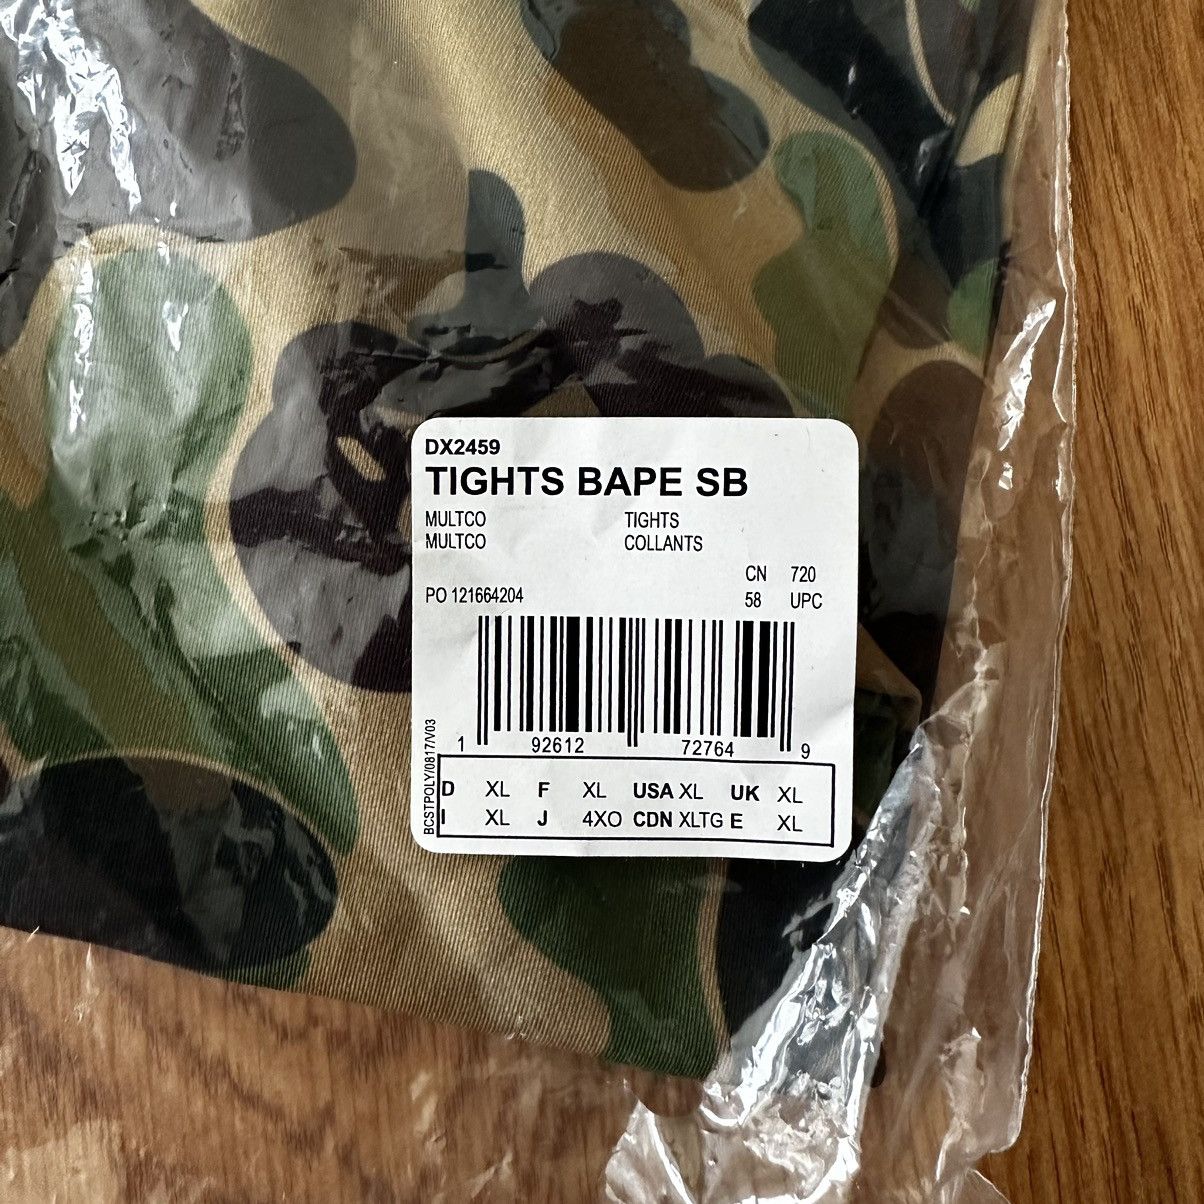 DX2459
TIGHTS BAPE SB
MULTCO TIGHTS
MULTCO COLLANTS
CN 720
PO 121664204 58 UPC
1 92612 72764 9
BCSTPOLY/0817/V03
D XL F XL USA XL UK XL
I XL J 4XO CDN XLTG E XL